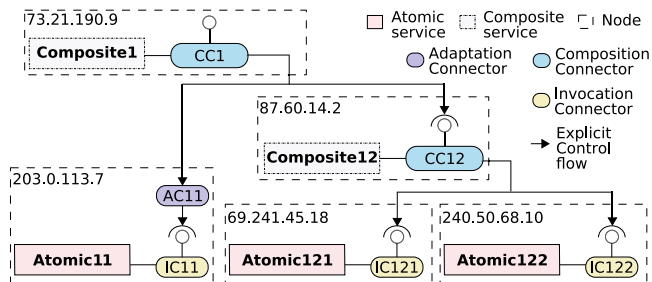 73.21.190.9
Composite1
CC1
Atomic service
Composite service
Node
Adaptation Connector
Composition Connector
Invocation Connector
Explicit Control flow
87.60.14.2
Composite12
CC12
203.0.113.7
AC11
Atomic11
IC11
69.241.45.18
Atomic121
IC121
240.50.68.10
Atomic122
IC122